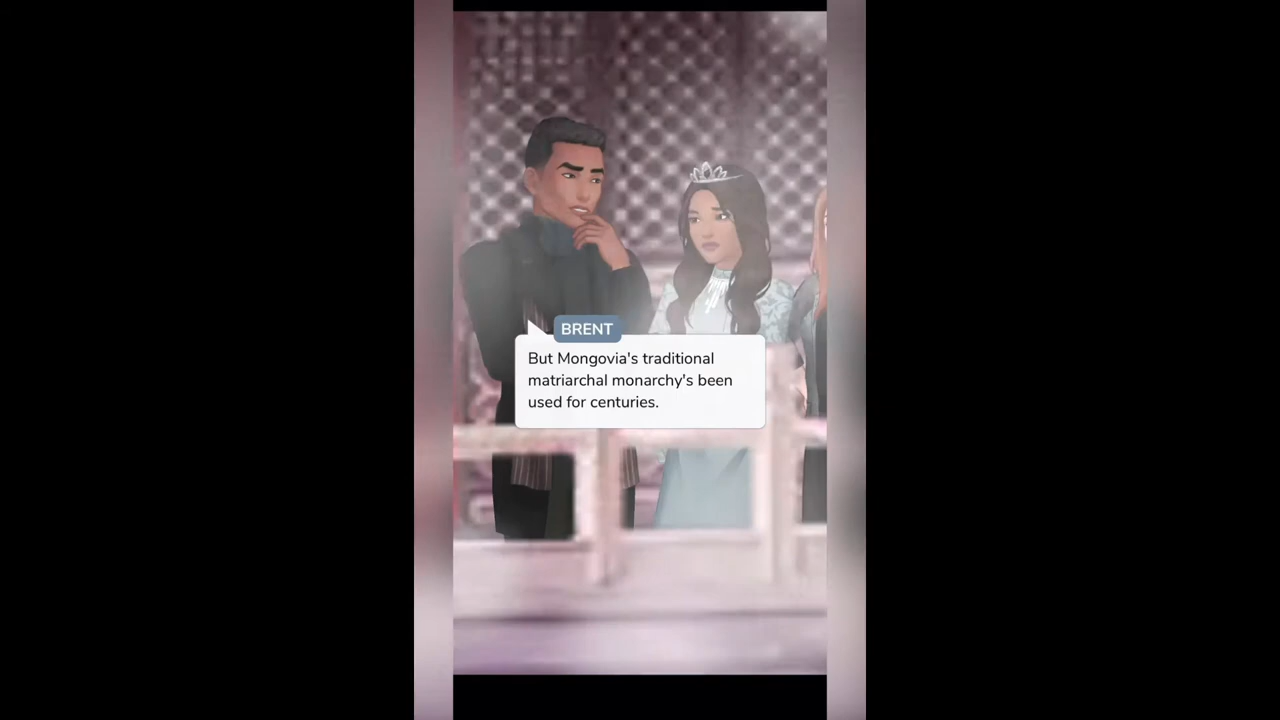 BRENT
But Mongovia's traditional
matriarchal monarchy's been
used for centuries.